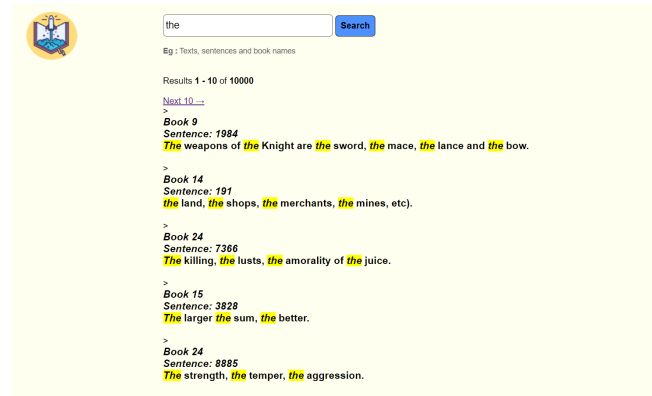 the
Search
Eg : Texts, sentences and book names
Results 1 - 10 of 10000
Next 10 →
>
Book 9
Sentence: 1984
The weapons of the Knight are the sword, the mace, the lance and the bow.
>
Book 14
Sentence: 191
the land, the shops, the merchants, the mines, etc).
>
Book 24
Sentence: 7366
The killing, the lusts, the amorality of the juice.
>
Book 15
Sentence: 3828
The larger the sum, the better.
>
Book 24
Sentence: 8885
The strength, the temper, the aggression.